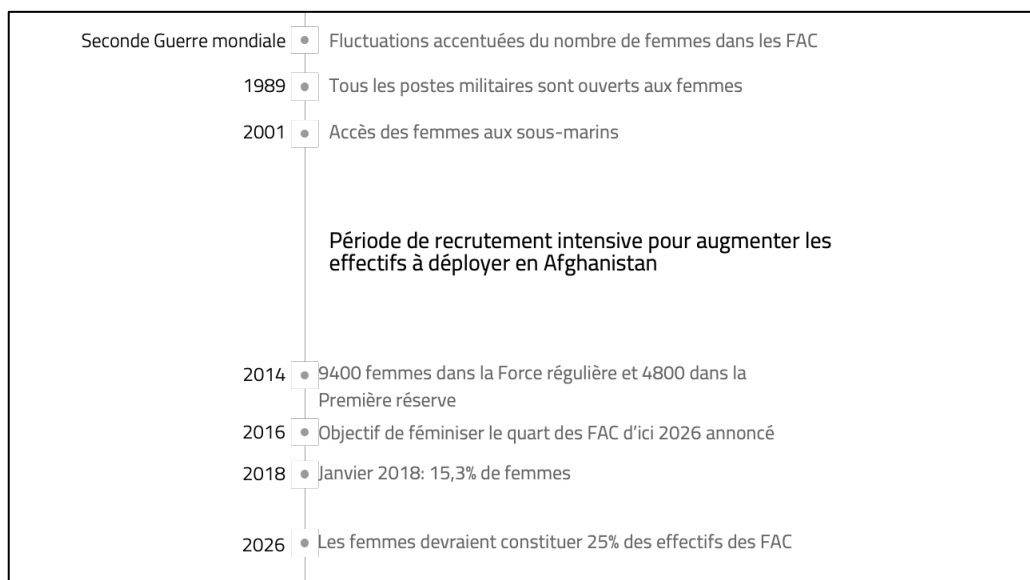 Seconde Guerre mondiale Fluctuations accentuées du nombre de femmes dans les FAC
1989 Tous les postes militaires sont ouverts aux femmes
2001 Accès des femmes aux sous-marins
Période de recrutement intensive pour augmenter les
effectifs à déployer en Afghanistan
2014 9400 femmes dans la Force régulière et 4800 dans la
Première réserve
2016 Objectif de féminiser le quart des FAC d'ici 2026 annoncé
2018 Janvier 2018: 15,3% de femmes
2026 Les femmes devraient constituer 25% des effectifs des FAC